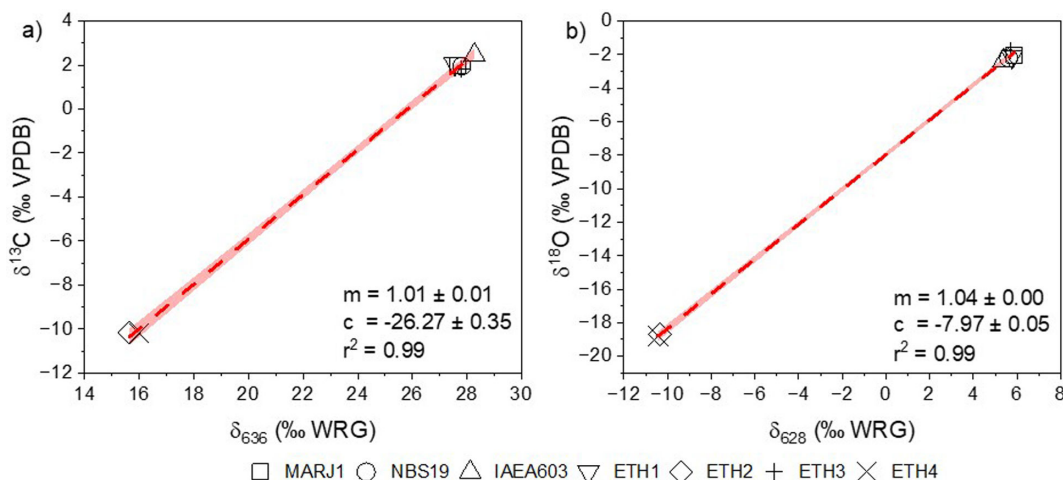 a)
4
2
0
−2
−4
−6
−8
−10
−12
δ13C (‰ VPDB)
m = 1.01 ± 0.01
c = -26.27 ± 0.35
r2 = 0.99
14 16 18 20 22 24 26 28 30
δ636 (‰ WRG)
b)
0
−2
−4
−6
−8
−10
−12
−14
−16
−18
−20
δ18O (‰ VPDB)
m = 1.04 ± 0.00
c = -7.97 ± 0.05
r2 = 0.99
−12 −10 −8 −6 −4 −2 0 2 4 6 8
δ628 (‰ WRG)
MARJ1 NBS19 IAEA603 ETH1 ETH2 ETH3 ETH4